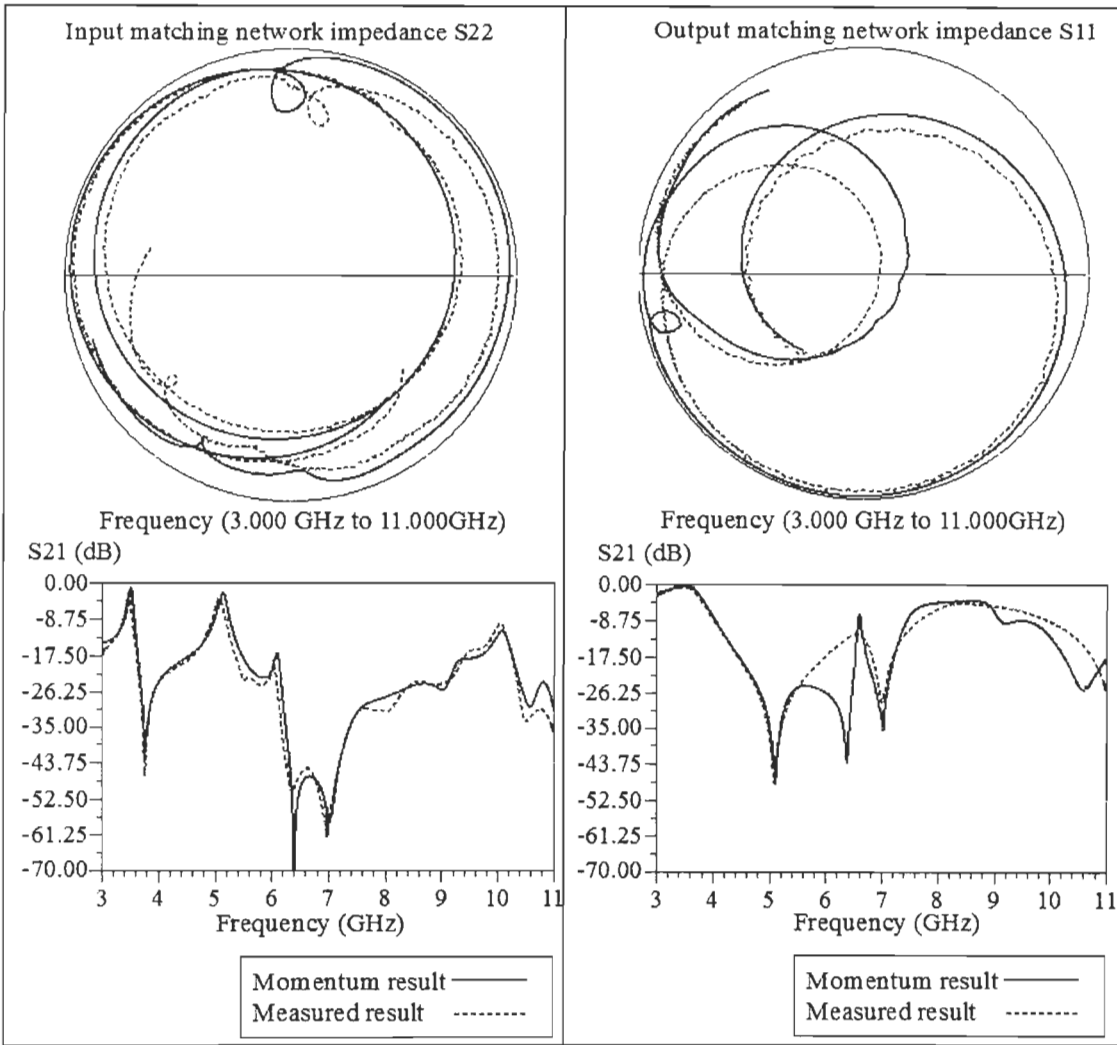 Input matching network impedance S22
Frequency (3.000 GHz to 11.000GHz)
S21 (dB)
0.00
-8.75
-17.50
-26.25
-35.00
-43.75
-52.50
-61.25
-70.00
3 4 5 6 7 8 9 10 11
Frequency (GHz)
Momentum result
Measured result
Output matching network impedance S11
Frequency (3.000 GHz to 11.000GHz)
S21 (dB)
0.00
-8.75
-17.50
-26.25
-35.00
-43.75
-52.50
-61.25
-70.00
3 4 5 6 7 8 9 10 11
Frequency (GHz)
Momentum result
Measured result